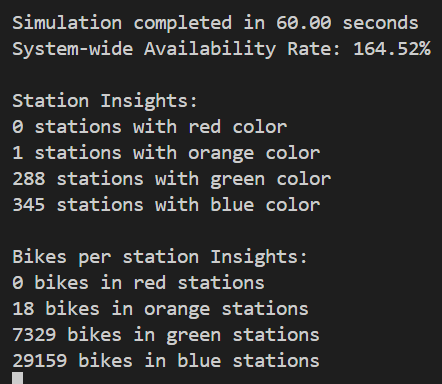 Simulation completed in 60.00 seconds
System-wide Availability Rate: 164.52%
Station Insights:
0 stations with red color
1 stations with orange color
288 stations with green color
345 stations with blue color
Bikes per station Insights:
0 bikes in red stations
18 bikes in orange stations
7329 bikes in green stations
29159 bikes in blue stations